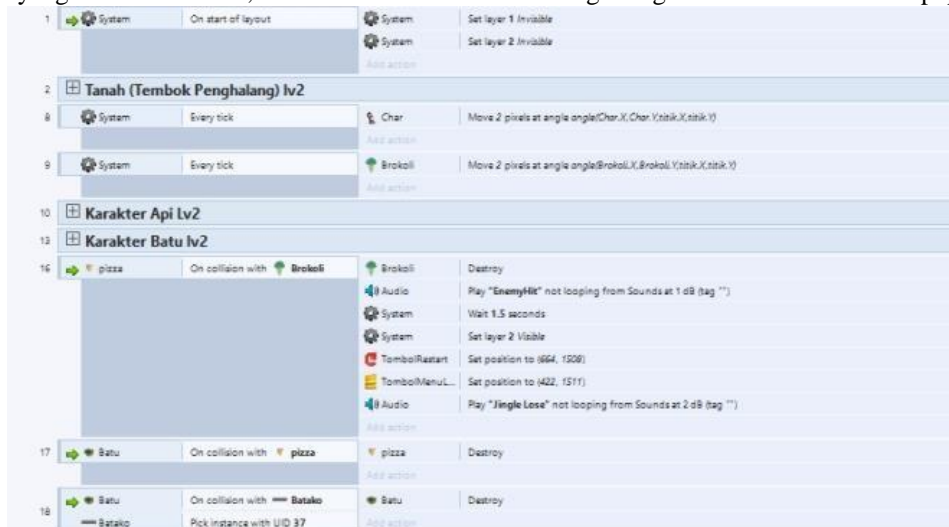 1 System On start of layout System Set layer 1 Invisible
System Set layer 2 Invisible
Add action
2 Tanah (Tembok Penghalang) lv2
8 System Every tick Char Move 2 pixels at angle angle(Char.X,Char.Y,titik.X,titik.Y)
Add action
9 System Every tick Brokoli Move 2 pixels at angle angle(Brokoli.X,Brokoli.Y,titik.X,titik.Y)
Add action
10 Karakter Api Lv2
13 Karakter Batu lv2
16 pizza On collision with Brokoli Brokoli Destroy
Audio Play "EnemyHit" not looping from Sounds at 1 dB (tag "")
System Wait 1.5 seconds
System Set layer 2 Visible
TombolRestart Set position to (664, 1508)
TombolMenuL... Set position to (422, 1511)
Audio Play "Jingle Lose" not looping from Sounds at 2 dB (tag "")
Add action
17 Batu On collision with pizza pizza Destroy
Add action
18 Batu On collision with Batako Batu Destroy
Batako Pick instance with UID 37 Add action